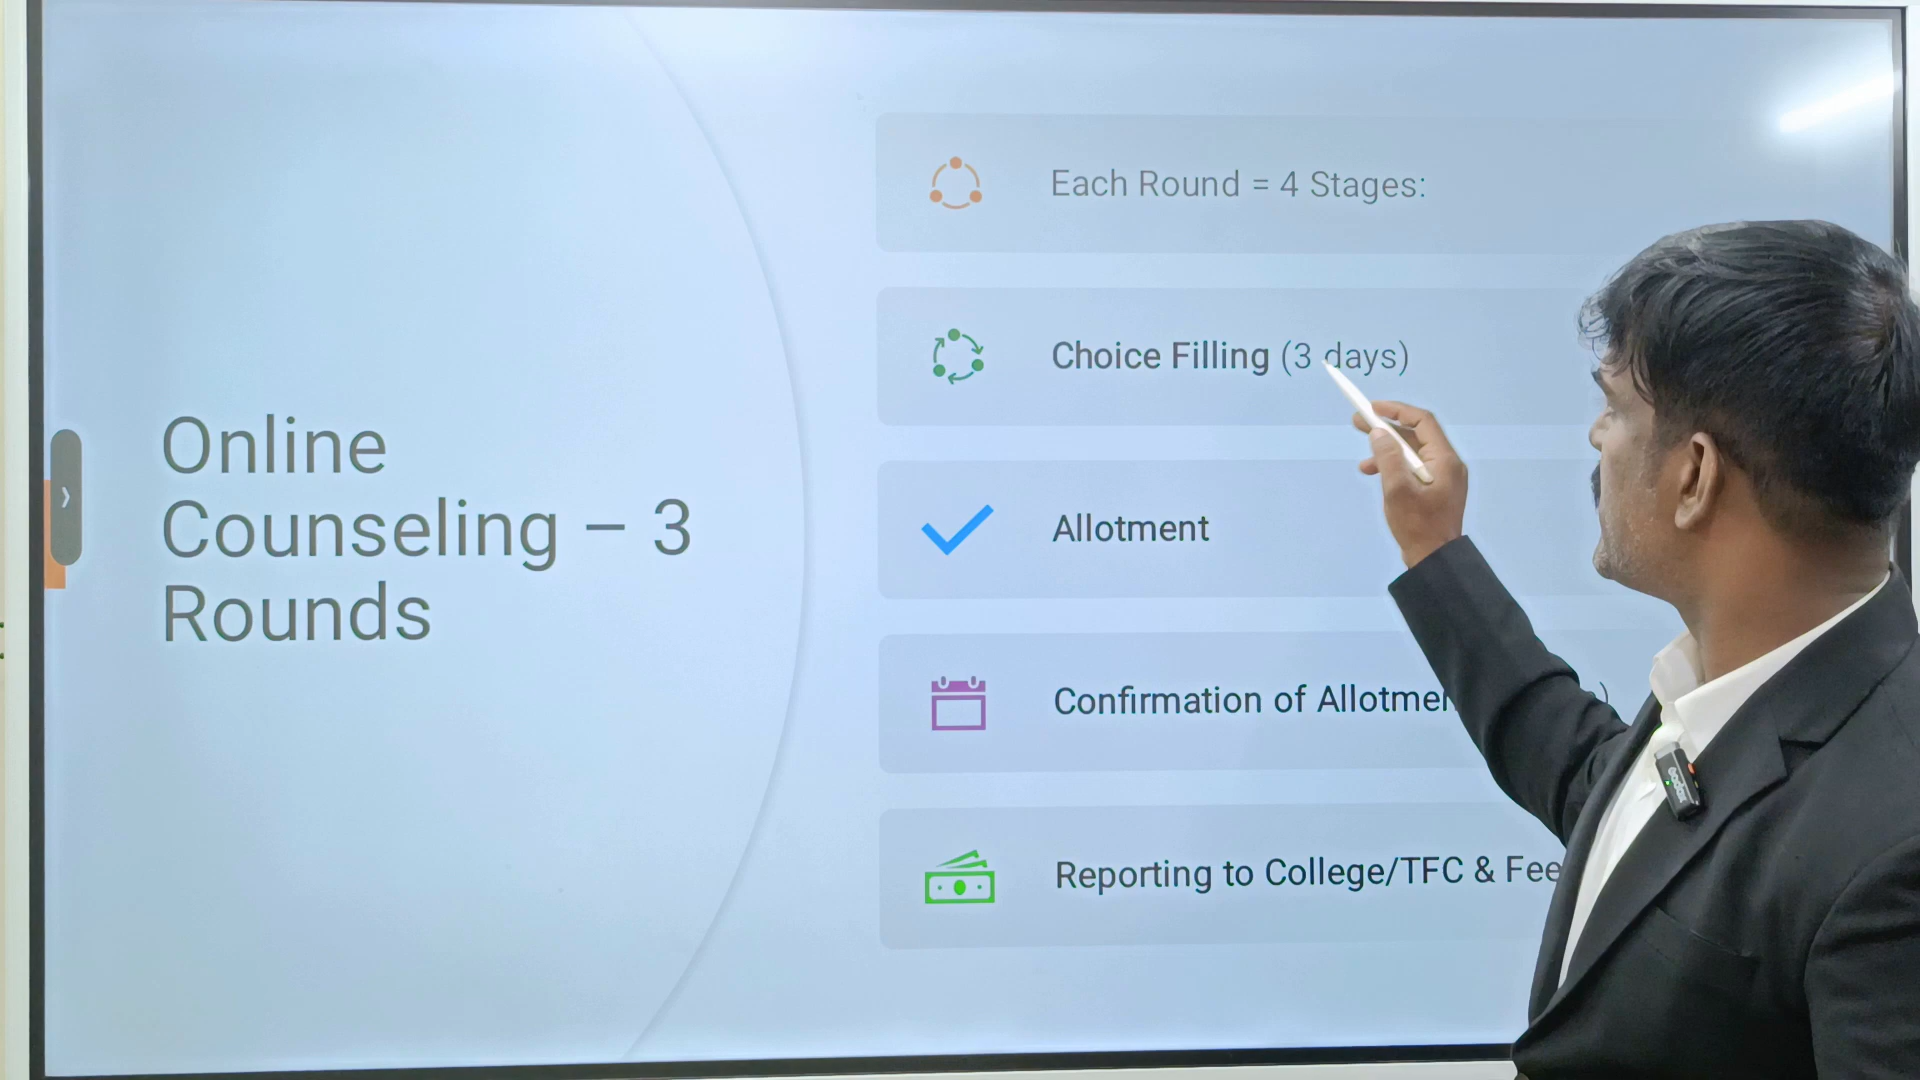 Online
Counseling – 3
Rounds
Each Round = 4 Stages:
Choice Filling (3 days)
Allotment
Confirmation of
Reporting to College/TFC & Fee
Godox